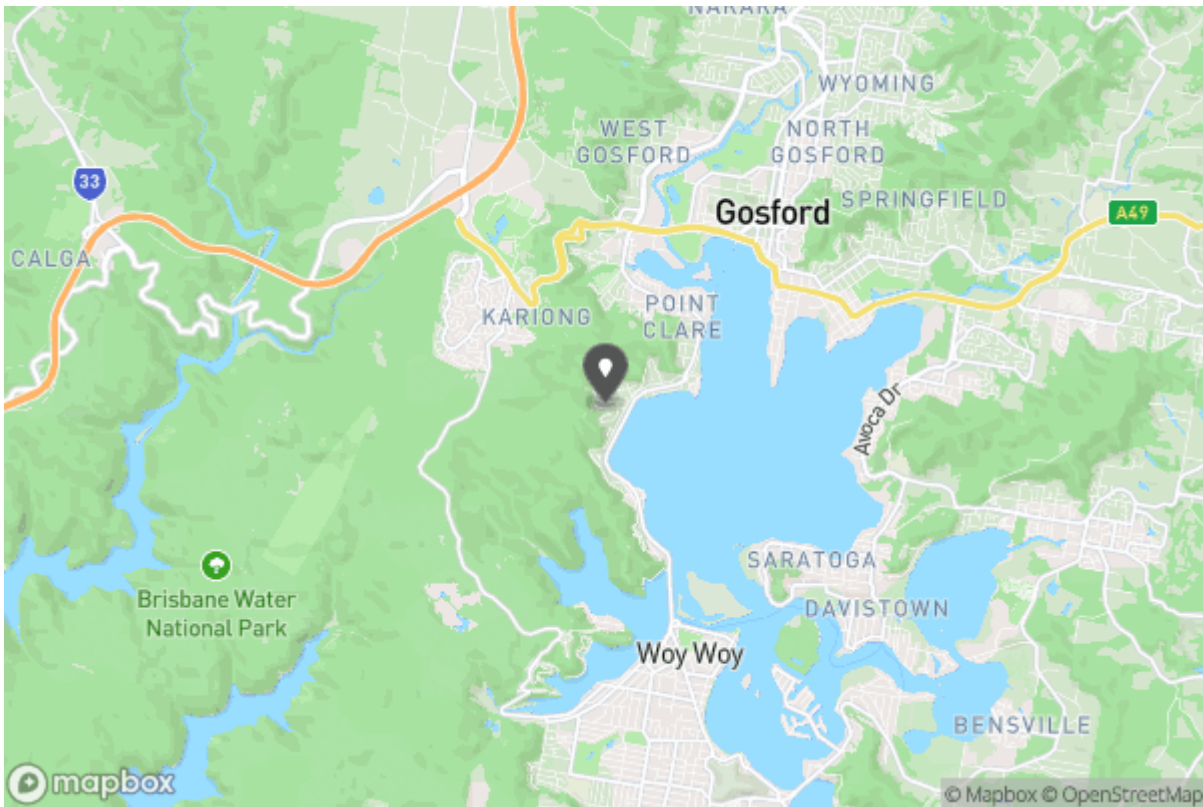 NARARA
WYOMING
WEST
GOSFORD
NORTH
GOSFORD
33
SPRINGFIELD
Gosford
A49
CALGA
POINT
CLARE
KARIONG
Avoca Dr
SARATOGA
Brisbane Water
National Park
DAVISTOWN
Woy Woy
BENSVILLE
mapbox
© Mapbox © OpenStreetMap